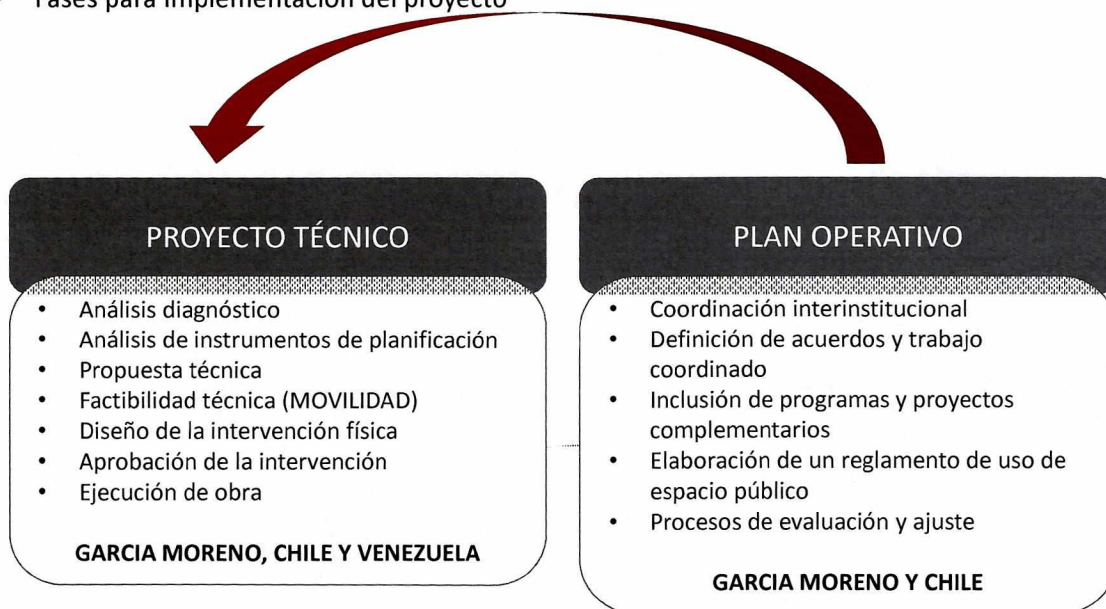 Fases para implementación del proyecto
PROYECTO TÉCNICO
• Análisis diagnóstico
• Análisis de instrumentos de planificación
• Propuesta técnica
• Factibilidad técnica (MOVILIDAD)
• Diseño de la intervención física
• Aprobación de la intervención
• Ejecución de obra
GARCIA MORENO, CHILE Y VENEZUELA
PLAN OPERATIVO
• Coordinación interinstitucional
• Definición de acuerdos y trabajo
coordinado
• Inclusión de programas y proyectos
complementarios
• Elaboración de un reglamento de uso de
espacio público
• Procesos de evaluación y ajuste
GARCIA MORENO Y CHILE